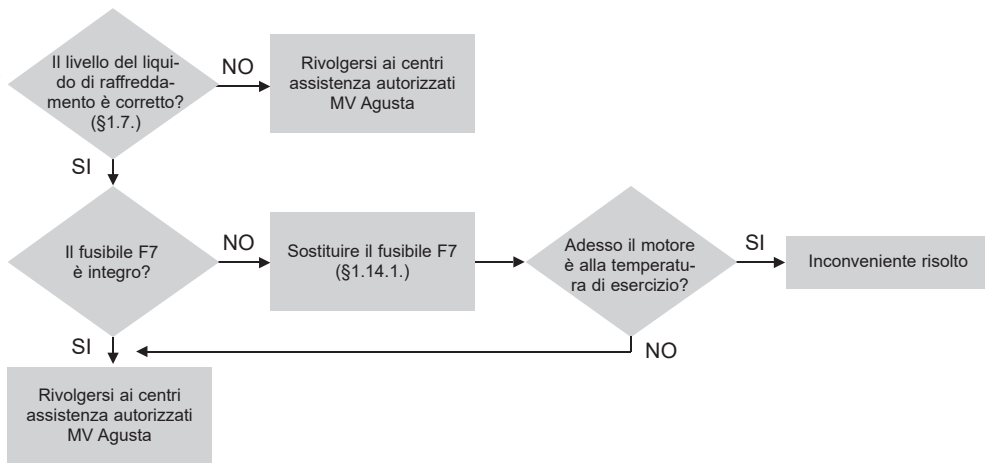 Il livello del liqui-
do di raffredda-
mento è corretto?
(§1.7.)
NO
Rivolgersi ai centri
assistenza autorizzati
MV Agusta
SI
Il fusibile F7
è integro?
NO
Sostituire il fusibile F7
(§1.14.1.)
Adesso il motore
è alla temperatu-
ra di esercizio?
SI
Inconveniente risolto
SI
NO
Rivolgersi ai centri
assistenza autorizzati
MV Agusta